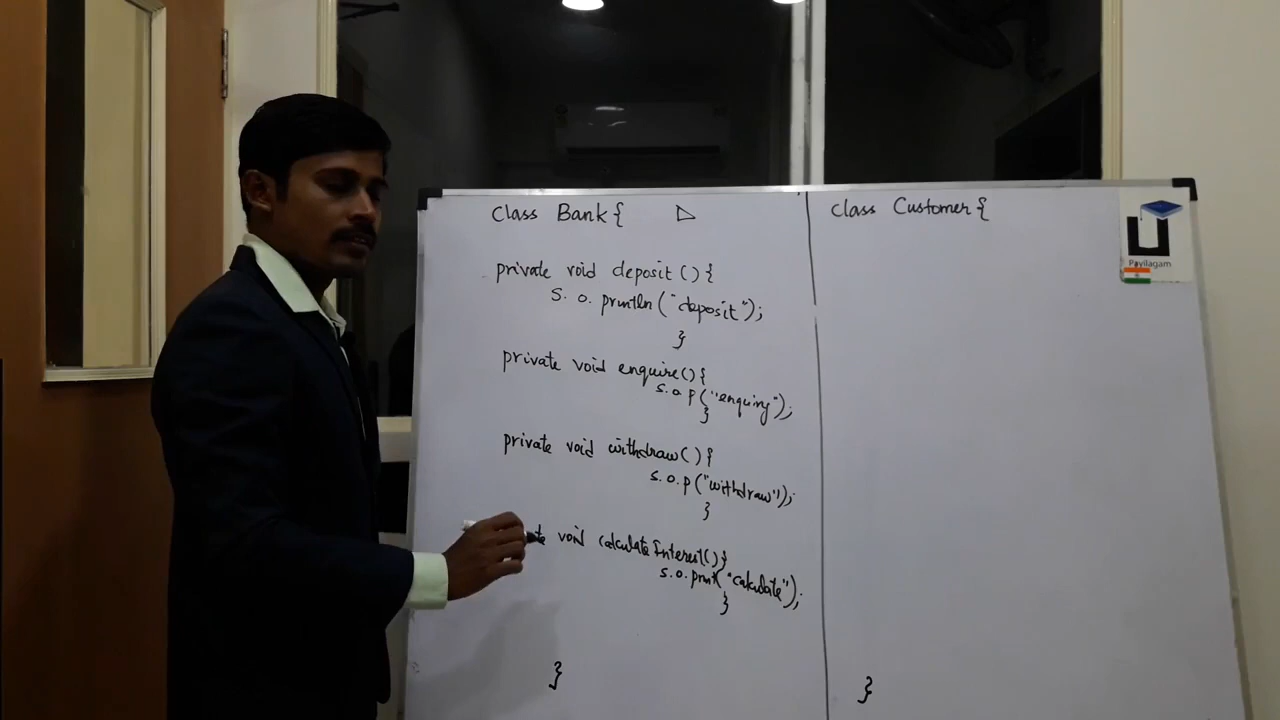 class Bank{
private void deposit(){
S. o. println("deposit");
}
private void enquire(){
S.o.p("enquiry");
}
private void withdraw(){
S.o.p("withdraw");
}
void calculateInterest(){
S.o.print("calculate");
}
}
class Customer{
}
Payilagam